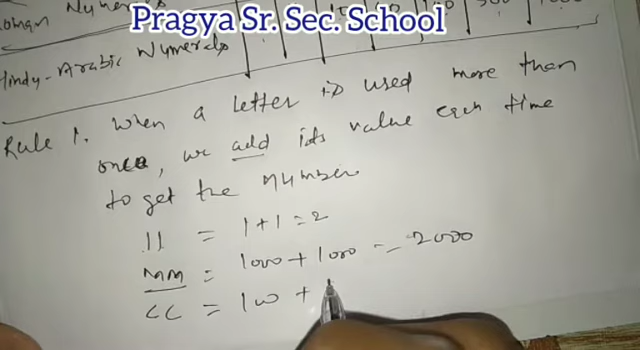 Pragya Sr. Sec. School
Roman Numerals
Hindu-Arabic Numerals
Rule 1. When a letter is used more than
once, we add its value each time
to get the number
II = 1+1=2
MM = 1000 + 1000 = 2000
CC = 100 +